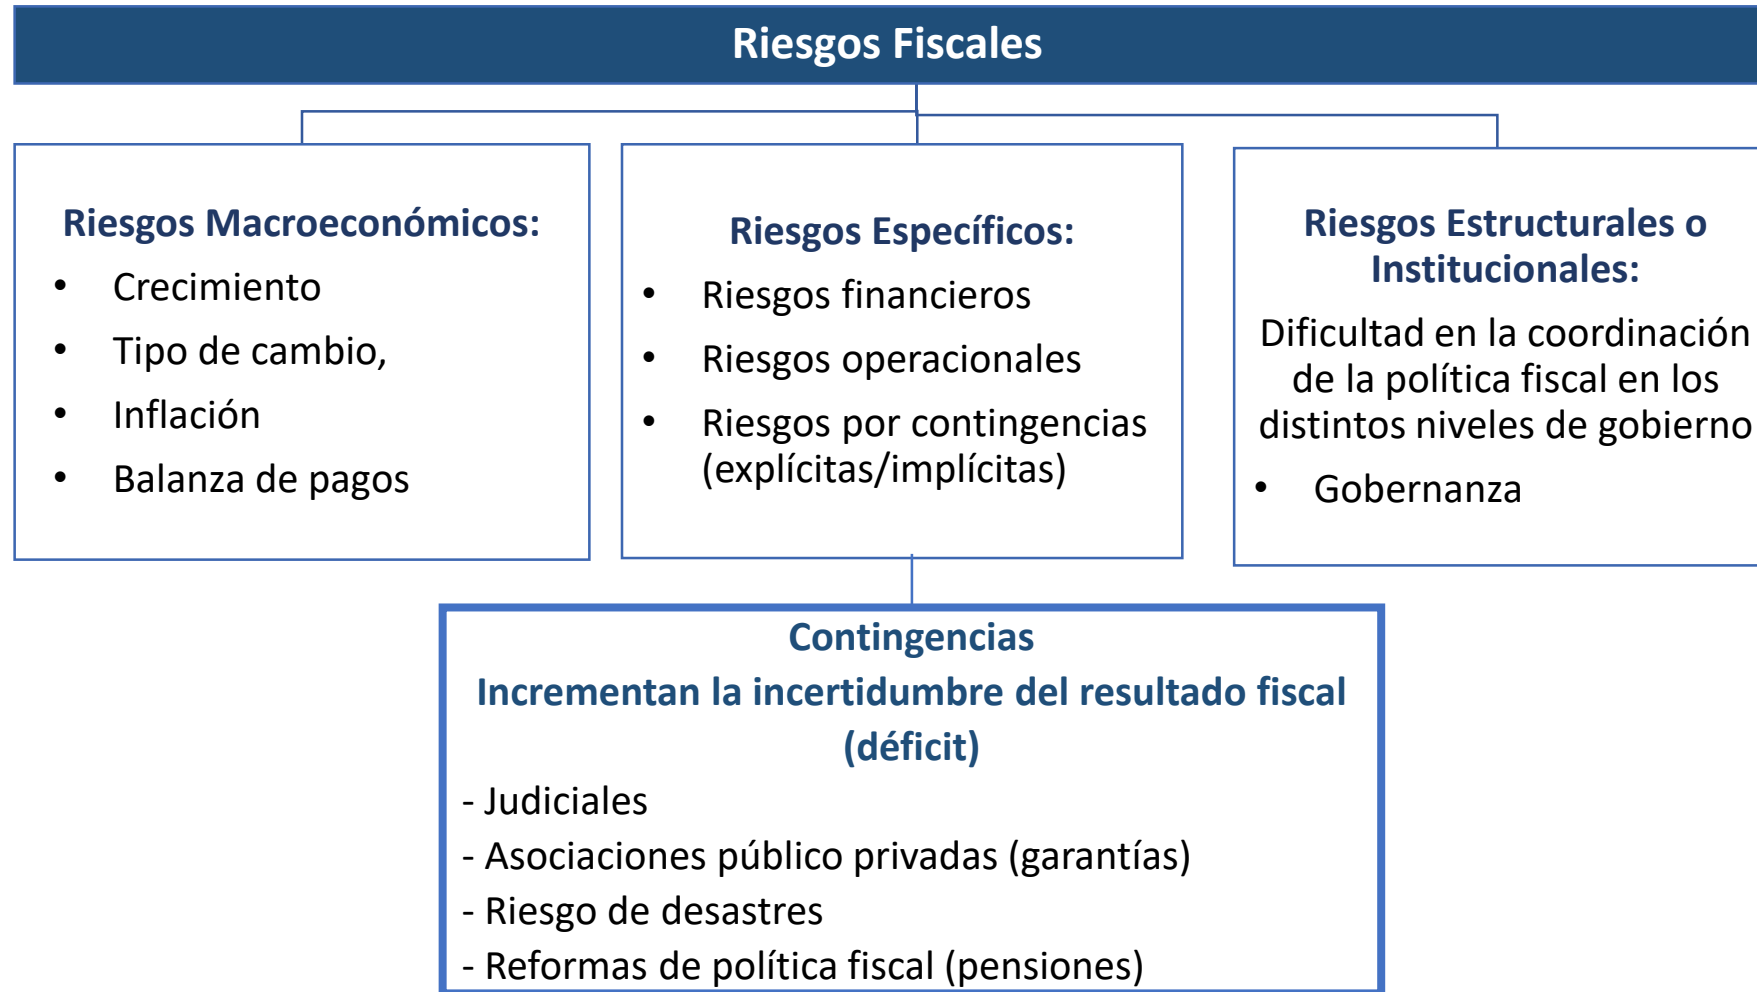 Riesgos Fiscales
Riesgos Macroeconómicos:
• Crecimiento
• Tipo de cambio,
• Inflación
• Balanza de pagos
Riesgos Específicos:
• Riesgos financieros
• Riesgos operacionales
• Riesgos por contingencias
(explícitas/implícitas)
Riesgos Estructurales o
Institucionales:
Dificultad en la coordinación
de la política fiscal en los
distintos niveles de gobierno
• Gobernanza
Contingencias
Incrementan la incertidumbre del resultado fiscal
(déficit)
- Judiciales
- Asociaciones público privadas (garantías)
- Riesgo de desastres
- Reformas de política fiscal (pensiones)